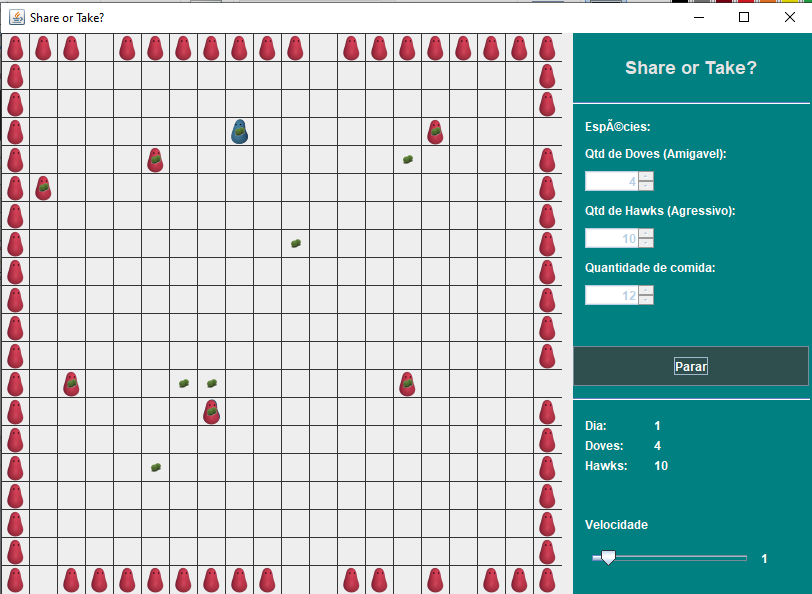 Share or Take?
Share or Take?
EspÃ©cies:
Qtd de Doves (Amigavel):
4
Qtd de Hawks (Agressivo):
10
Quantidade de comida:
12
Parar
Dia: 1
Doves: 4
Hawks: 10
Velocidade
1